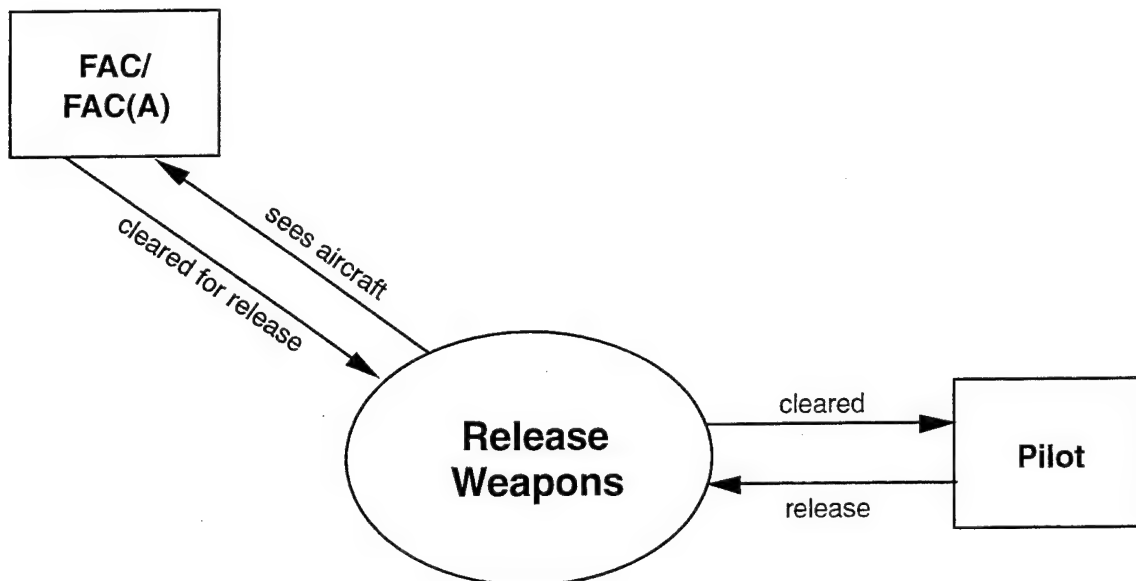 FAC/
FAC(A)
sees aircraft
cleared for release
Release
Weapons
cleared
release
Pilot